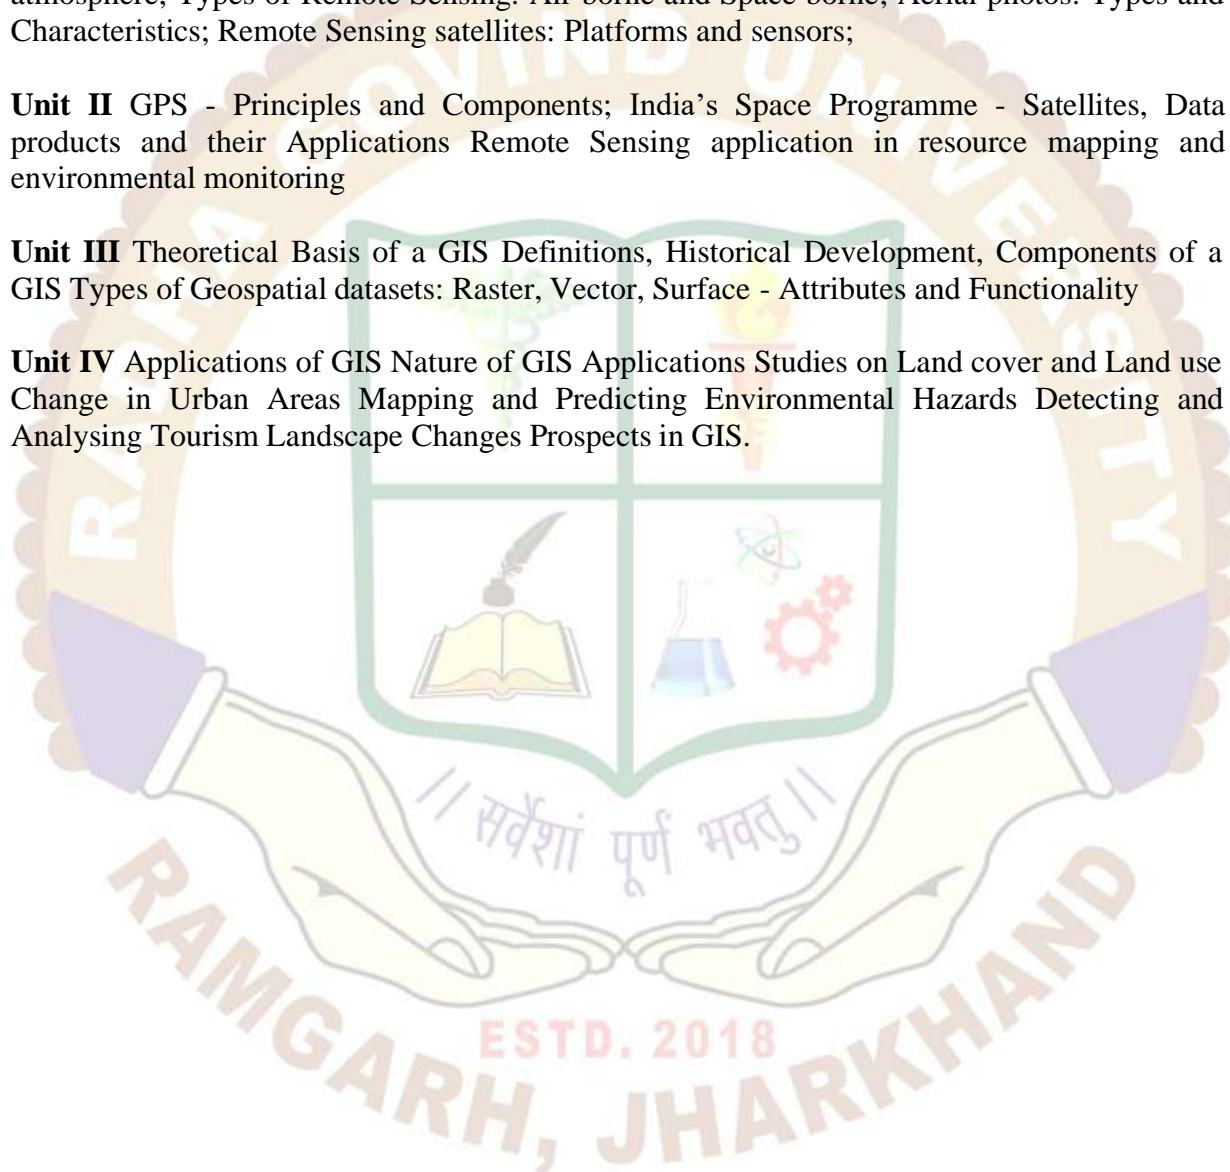 atmosphere; Types of Remote Sensing: Air-borne and Space-borne; Aerial photos: Types and
Characteristics; Remote Sensing satellites: Platforms and sensors;
Unit II GPS - Principles and Components; India’s Space Programme - Satellites, Data
products and their Applications Remote Sensing application in resource mapping and
environmental monitoring
Unit III Theoretical Basis of a GIS Definitions, Historical Development, Components of a
GIS Types of Geospatial datasets: Raster, Vector, Surface - Attributes and Functionality
Unit IV Applications of GIS Nature of GIS Applications Studies on Land cover and Land use
Change in Urban Areas Mapping and Predicting Environmental Hazards Detecting and
Analysing Tourism Landscape Changes Prospects in GIS.
RADHA GOVIND UNIVERSITY
// सर्वेशां पूर्ण भवतु //
ESTD. 2018
RAMGARH, JHARKHAND